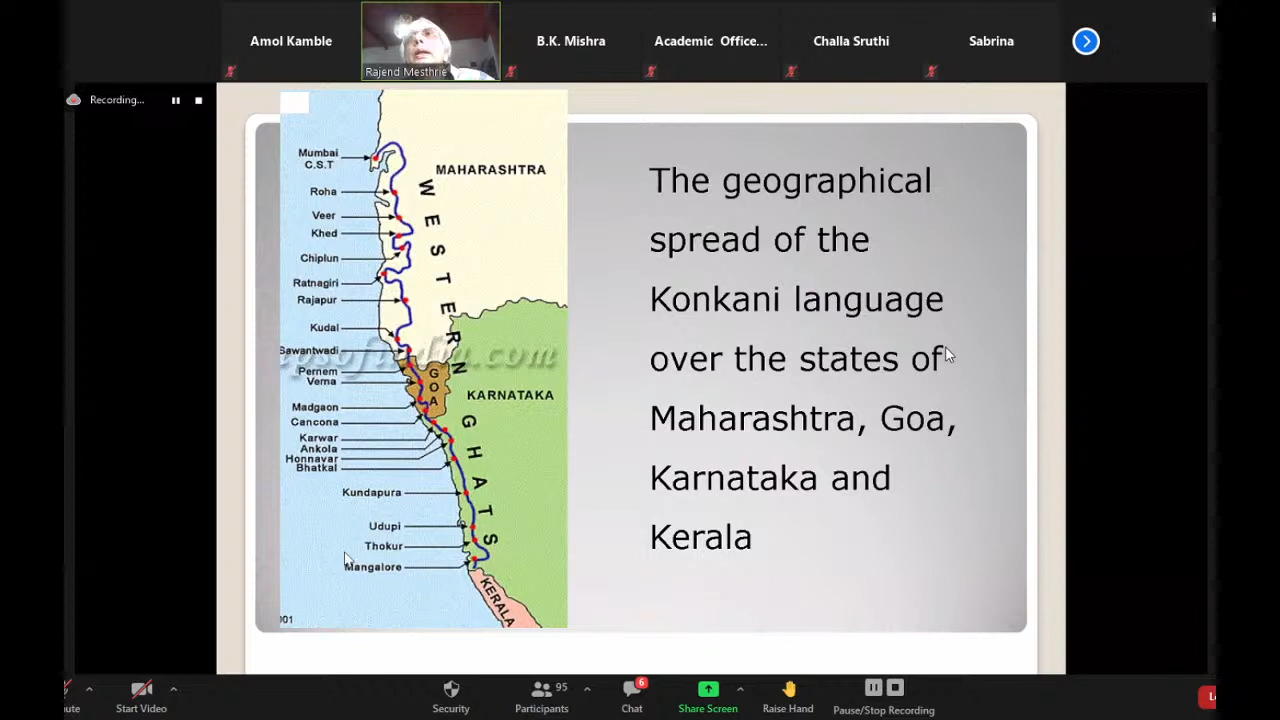 Amol Kamble
Rajend Mesthrie
B.K. Mishra
Academic Office...
Challa Sruthi
Sabrina
Recording...
Mumbai
C.S.T
Roha
Veer
Khed
Chiplun
Ratnagiri
Rajapur
Kudal
Sawantwadi
Pernem
Verna
Madgaon
Cancona
Karwar
Ankola
Honnavar
Bhatkal
Kundapura
Udupi
Thokur
Mangalore
MAHARASHTRA
WESTERN GHATS
GOA
KARNATAKA
KERALA
The geographical
spread of the
Konkani language
over the states of
Maharashtra, Goa,
Karnataka and
Kerala
ute
Start Video
Security
95
Participants
6
Chat
Share Screen
Raise Hand
Pause/Stop Recording